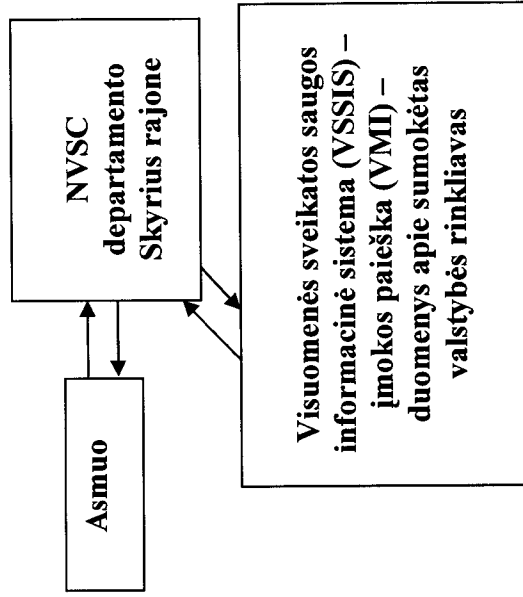 Asmuo
NVSC
departamento
Skyrius rajone
Visuomenės sveikatos saugos
informacinė sistema (VSSIS) –
įmokos paieška (VMI) –
duomenys apie sumokėtas
valstybės rinkliavas